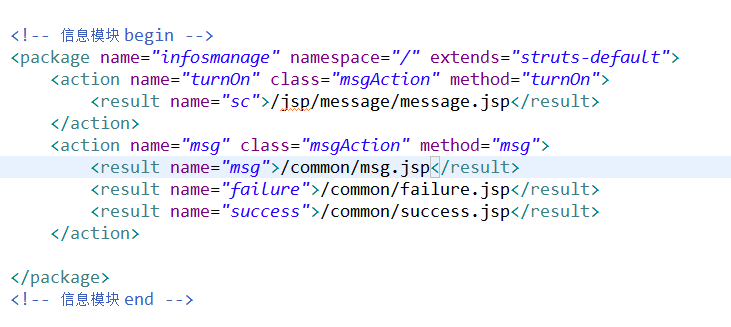 <!-- 信息模块 begin -->
<package name="infosmanage" namespace="/" extends="struts-default">
    <action name="turnOn" class="msgAction" method="turnOn">
        <result name="sc">/jsp/message/message.jsp</result>
    </action>
    <action name="msg" class="msgAction" method="msg">
        <result name="msg">/common/msg.jsp</result>
        <result name="failure">/common/failure.jsp</result>
        <result name="success">/common/success.jsp</result>
    </action>
</package>
<!-- 信息模块 end -->